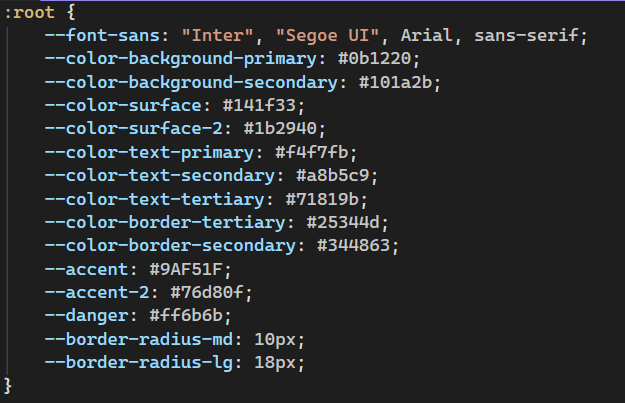 :root {
--font-sans: "Inter", "Segoe UI", Arial, sans-serif;
--color-background-primary: #0b1220;
--color-background-secondary: #101a2b;
--color-surface: #141f33;
--color-surface-2: #1b2940;
--color-text-primary: #f4f7fb;
--color-text-secondary: #a8b5c9;
--color-text-tertiary: #71819b;
--color-border-tertiary: #25344d;
--color-border-secondary: #344863;
--accent: #9AF51F;
--accent-2: #76d80f;
--danger: #ff6b6b;
--border-radius-md: 10px;
--border-radius-lg: 18px;
}